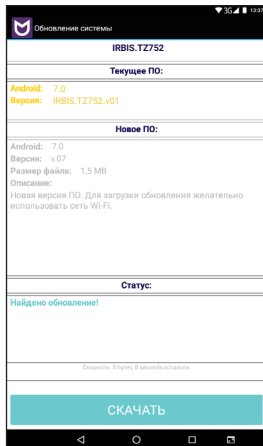 3G 13:37
Обновление системы
IRBIS.TZ752
Текущее ПО:
Android: 7.0
Версия: IRBIS.TZ752.v01
Новое ПО:
Android: 7.0
Версия: v.07
Размер файла: 1,5 MB
Описание:
Новая версия ПО. Для загрузки обновления желательно
использовать сеть Wi-Fi.
Статус:
Найдено обновление!
Скорость: 0 bytes, 0 seconds осталось.
СКАЧАТЬ